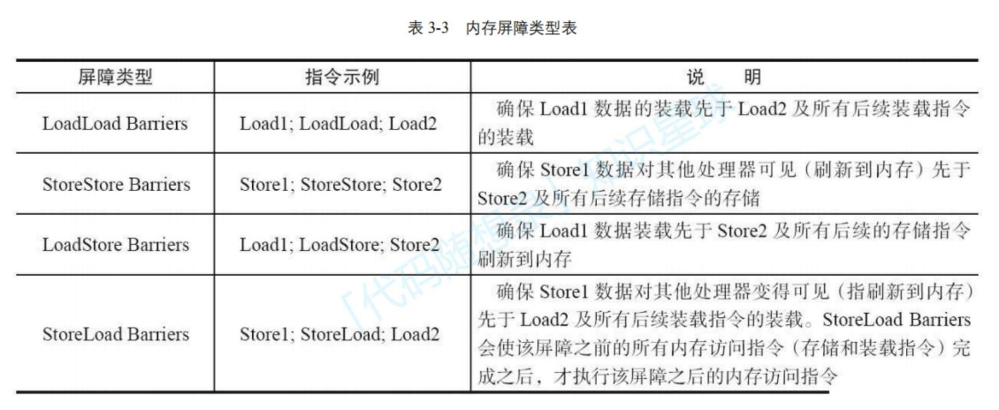 表 3-3 内存屏障类型表
屏障类型 指令示例 说 明
LoadLoad Barriers Load1; LoadLoad; Load2 确保 Load1 数据的装载先于 Load2 及所有后续装载指令
的装载
StoreStore Barriers Store1; StoreStore; Store2 确保 Store1 数据对其他处理器可见（刷新到内存）先于
Store2 及所有后续存储指令的存储
LoadStore Barriers Load1; LoadStore; Store2 确保 Load1 数据装载先于 Store2 及所有后续的存储指令
刷新到内存
StoreLoad Barriers Store1; StoreLoad; Load2 确保 Store1 数据对其他处理器变得可见（指刷新到内存）
先于 Load2 及所有后续装载指令的装载。StoreLoad Barriers
会使该屏障之前的所有内存访问指令（存储和装载指令）完
成之后，才执行该屏障之后的内存访问指令
「代码随想录」知识星球